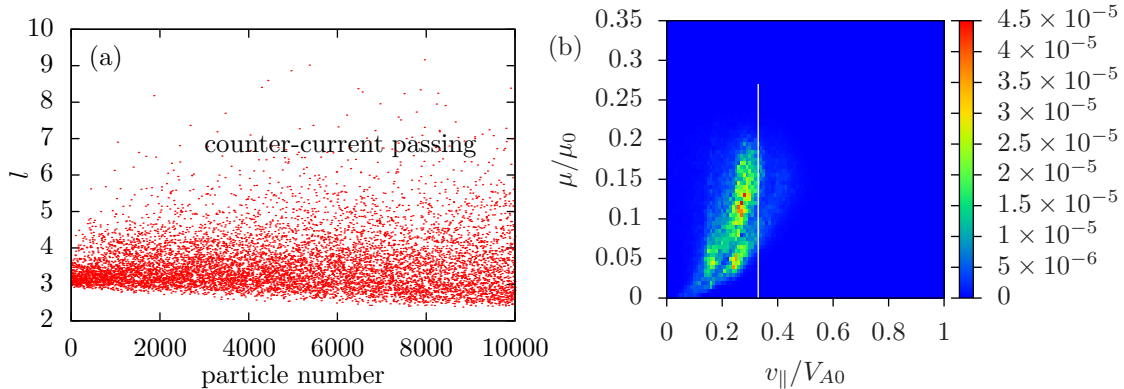 10
9
8
7
6
5
4
3
2
l
(a)
counter-current passing
0
2000
4000
6000
8000
10000
particle number
(b)
0.35
0.3
0.25
0.2
0.15
0.1
0.05
0
μ/μ₀
0
0.2
0.4
0.6
0.8
1
v∥/V_{A0}
4.5 × 10⁻⁵
4 × 10⁻⁵
3.5 × 10⁻⁵
3 × 10⁻⁵
2.5 × 10⁻⁵
2 × 10⁻⁵
1.5 × 10⁻⁵
1 × 10⁻⁵
5 × 10⁻⁶
0